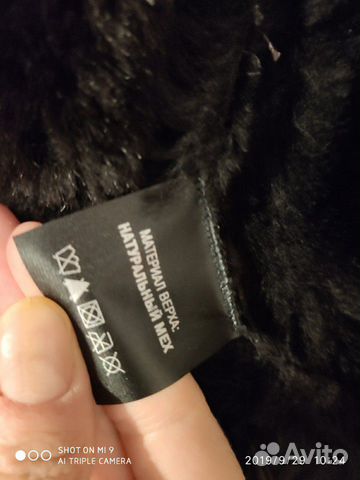 МАТЕРИАЛ ВЕРХА:
НАТУРАЛЬНЫЙ МЕХ
SHOT ON MI 9
AI TRIPLE CAMERA
2019/9/29 10:24
Avito